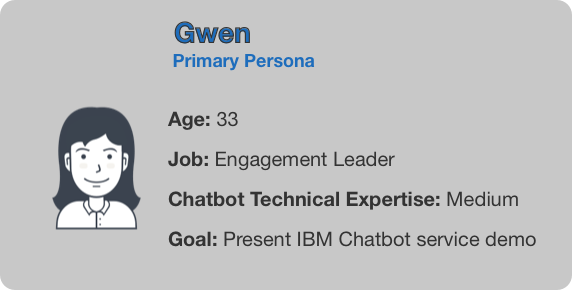 Gwen
Primary Persona
Age: 33
Job: Engagement Leader
Chatbot Technical Expertise: Medium
Goal: Present IBM Chatbot service demo